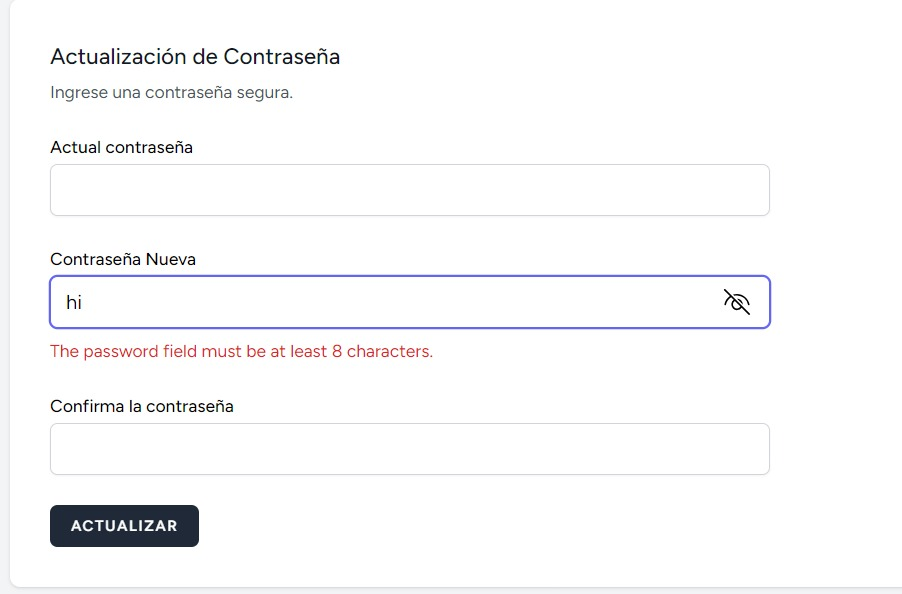 Actualización de Contraseña
Ingrese una contraseña segura.
Actual contraseña
Contraseña Nueva
hi
The password field must be at least 8 characters.
Confirma la contraseña
ACTUALIZAR